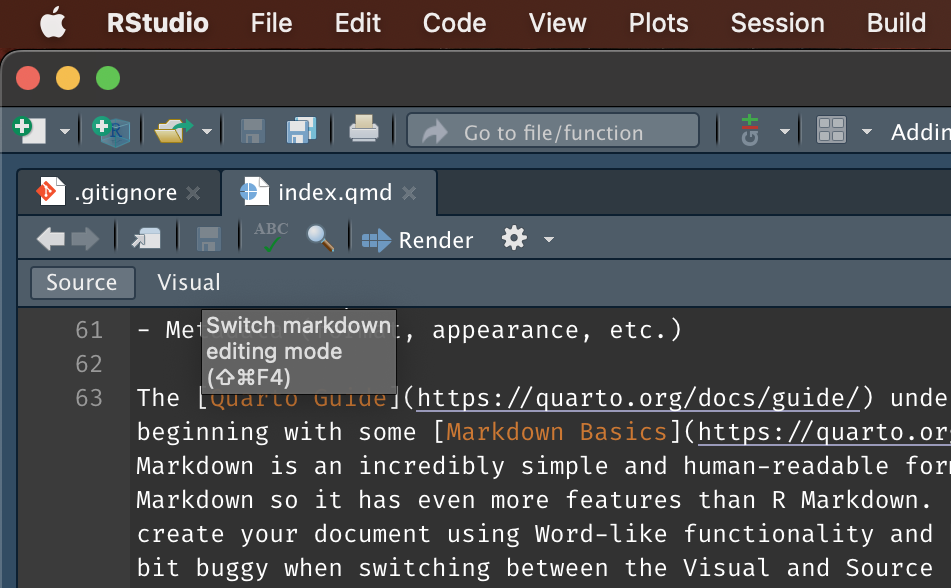 RStudio File Edit Code View Plots Session Build
Go to file/function Addin
.gitignore index.qmd
ABC Render
Source Visual
Switch markdown
editing mode
(⇧⌘F4)
61 - Me , appearance, etc.)
62
63 The [Quarto Guide](https://quarto.org/docs/guide/) unde
beginning with some [Markdown Basics](https://quarto.or
Markdown is an incredibly simple and human-readable for
Markdown so it has even more features than R Markdown.
create your document using Word-like functionality and
bit buggy when switching between the Visual and Source